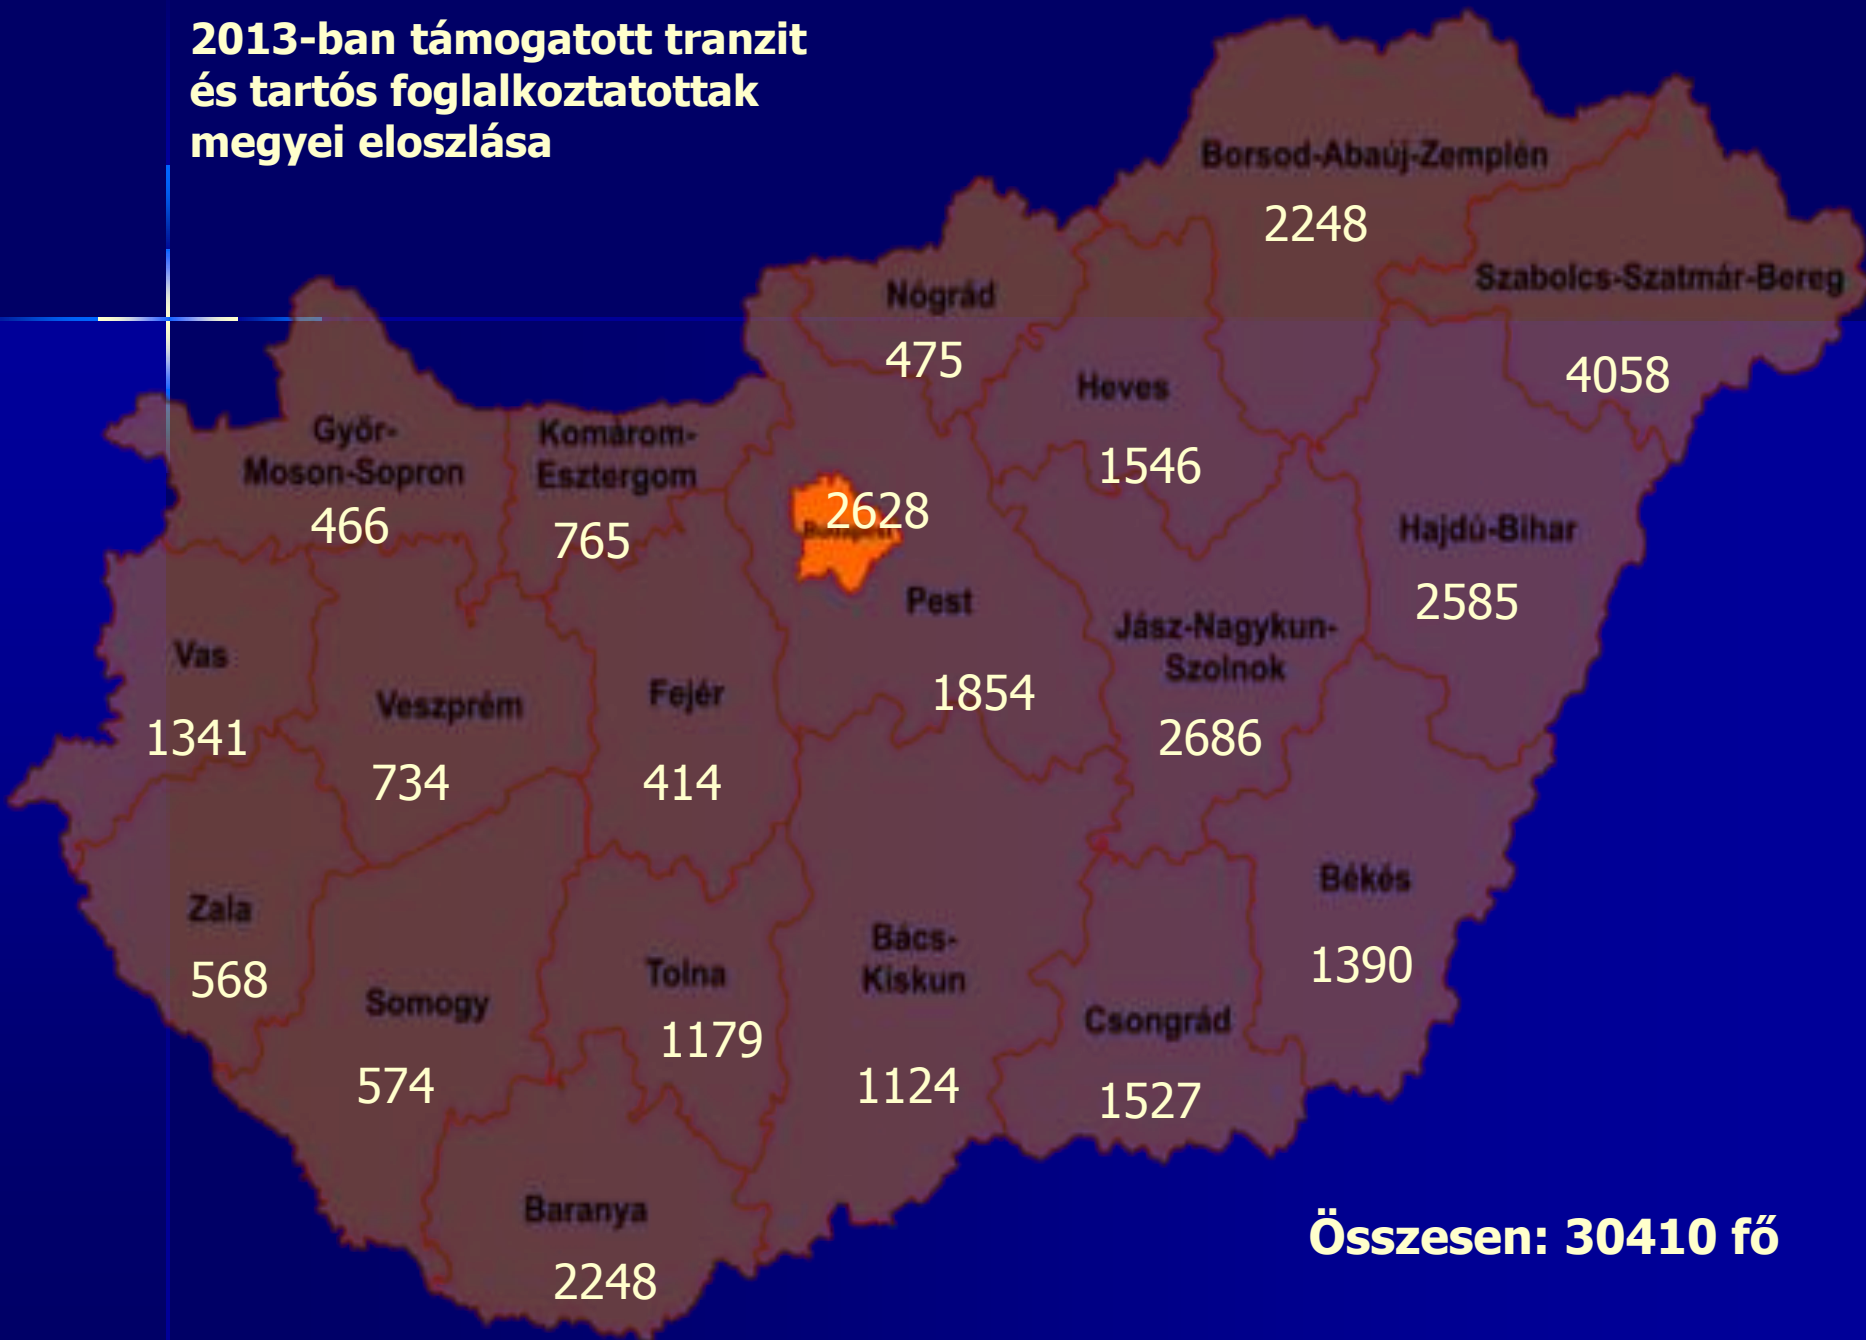 2013-ban támogatott tranzit
és tartós foglalkoztatottak
megyei eloszlása
Borsod-Abaúj-Zemplén
2248
Szabolcs-Szatmár-Bereg
4058
Nógrád
475
Heves
1546
Győr-
Moson-Sopron
466
Komárom-
Esztergom
765
2628
Budapest
Hajdú-Bihar
2585
Pest
1854
Jász-Nagykun-
Szolnok
2686
Vas
1341
Veszprém
734
Fejér
414
Békés
1390
Zala
568
Somogy
574
Tolna
1179
Bács-
Kiskun
1124
Csongrád
1527
Baranya
2248
Összesen: 30410 fő